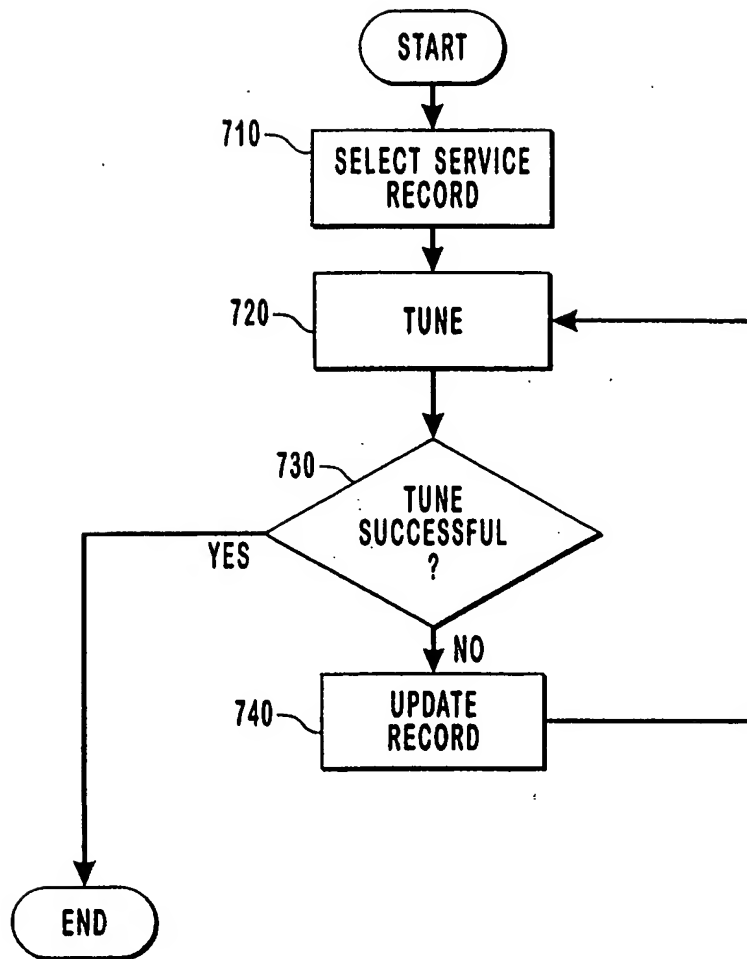 START
710
SELECT SERVICE
RECORD
720
TUNE
730
TUNE
SUCCESSFUL
?
YES
NO
740
UPDATE
RECORD
END